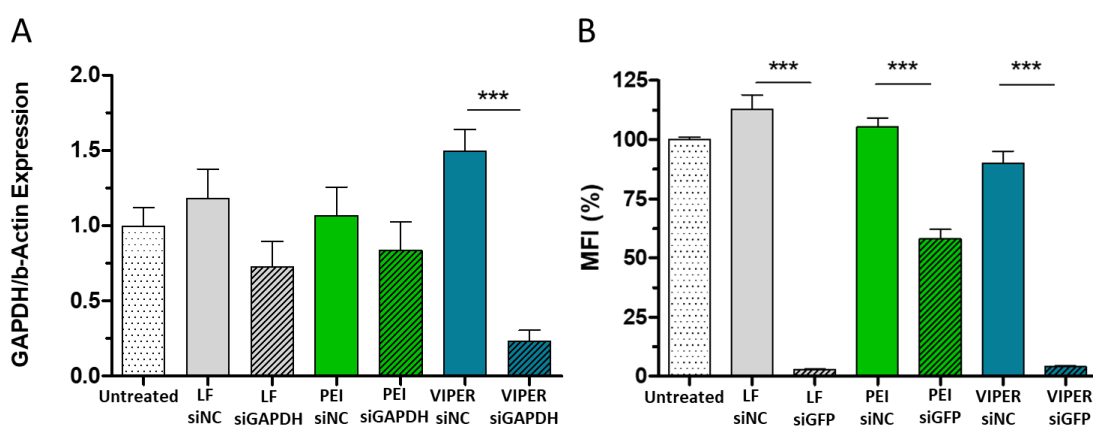 A
GAPDH/b-Actin Expression
2.0
1.5
1.0
0.5
0.0
***
Untreated
LF
siNC
LF
siGAPDH
PEI
siNC
PEI
siGAPDH
VIPER
siNC
VIPER
siGAPDH
B
MFI (%)
125
100
75
50
25
0
***
***
***
Untreated
LF
siNC
LF
siGFP
PEI
siNC
PEI
siGFP
VIPER
siNC
VIPER
siGFP